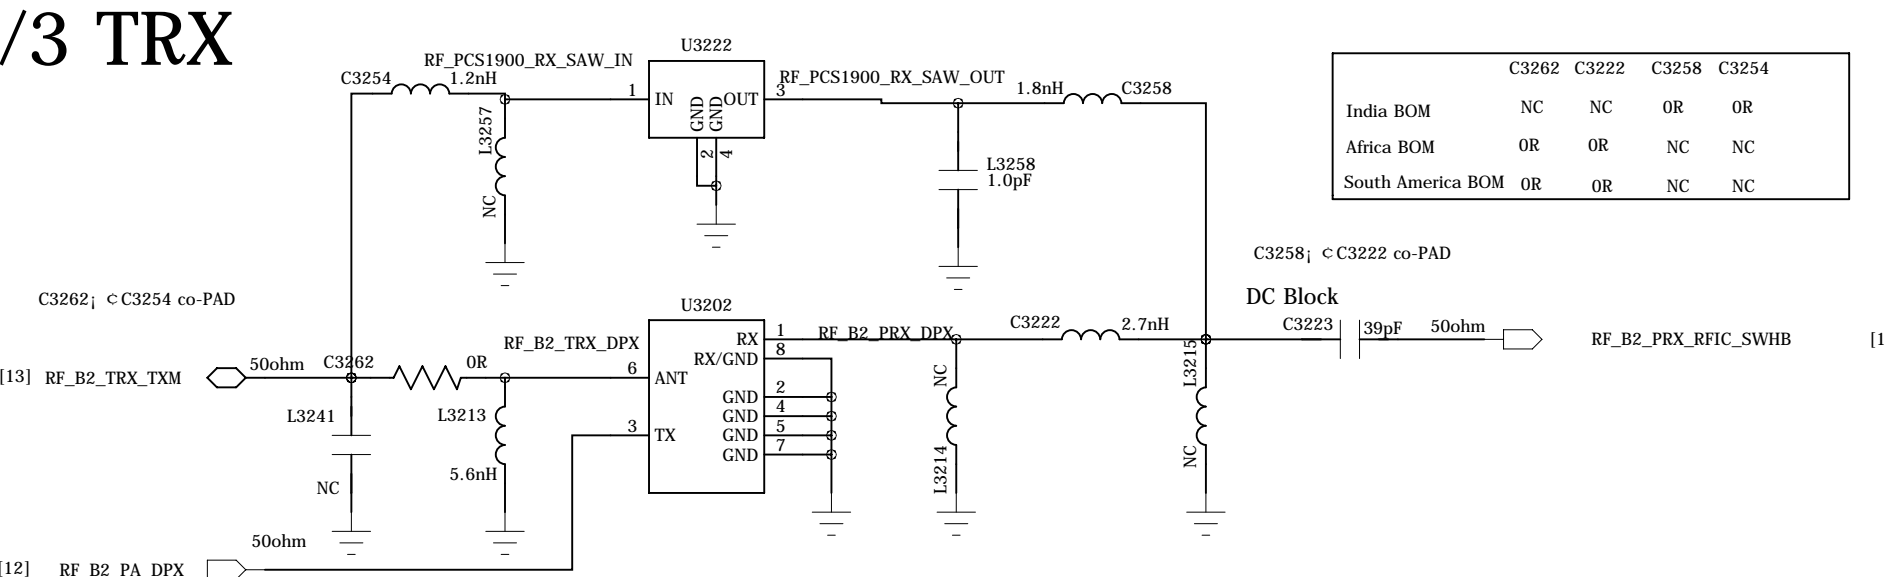 /3 TRX
U3222
RF_PCS1900_RX_SAW_IN
C3254
1.2nH
1
IN
OUT
3
RF_PCS1900_RX_SAW_OUT
1.8nH
C3258
GND
GND
2
4
L3257
NC
L3258
1.0pF
C3262 C3222 C3258 C3254
India BOM NC NC 0R 0R
Africa BOM 0R 0R NC NC
South America BOM 0R 0R NC NC
C3258¡ ¢C3222 co-PAD
C3262¡ ¢C3254 co-PAD
DC Block
U3202
RF_B2_TRX_DPX
RX
1
RF_B2_PRX_DPX
C3222
2.7nH
C3223
39pF
50ohm
RF_B2_PRX_RFIC_SWHB
[1
RX/GND
8
[13] RF_B2_TRX_TXM
50ohm
C3262
0R
6
ANT
GND
2
GND
4
GND
5
GND
7
3
TX
L3241
NC
L3213
5.6nH
NC
L3214
L3215
NC
50ohm
[12] RF_B2_PA_DPX